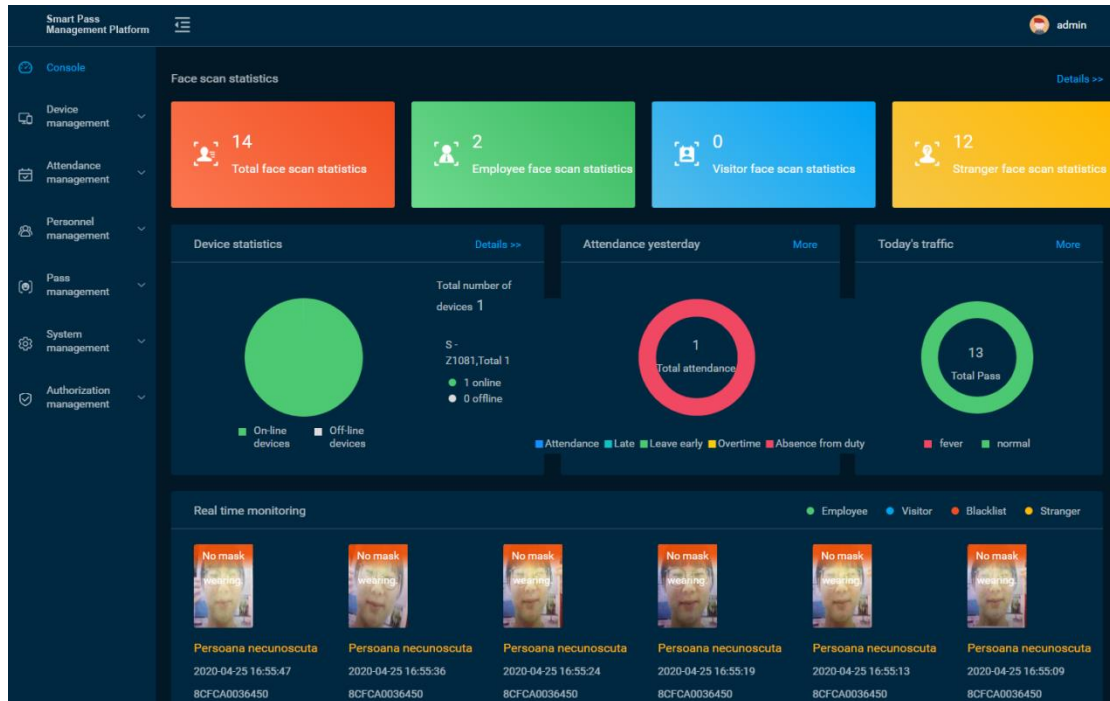 Smart Pass
Management Platform
admin
Console
Device
management
Attendance
management
Personnel
management
Pass
management
System
management
Authorization
management
Face scan statistics
Details >>
14
Total face scan statistics
2
Employee face scan statistics
0
Visitor face scan statistics
12
Stranger face scan statistics
Device statistics
Details >>
Total number of
devices 1
S -
Z1081,Total 1
1 online
0 offline
On-line
devices
Off-line
devices
Attendance yesterday
More
1
Total attendance
Attendance Late Leave early Overtime Absence from duty
Today's traffic
More
13
Total Pass
fever normal
Real time monitoring
Employee Visitor Blacklist Stranger
No mask
wearing.
Persoana necunoscuta
2020-04-25 16:55:47
8CFCA0036450
No mask
wearing.
Persoana necunoscuta
2020-04-25 16:55:36
8CFCA0036450
No mask
wearing.
Persoana necunoscuta
2020-04-25 16:55:24
8CFCA0036450
No mask
wearing.
Persoana necunoscuta
2020-04-25 16:55:19
8CFCA0036450
No mask
wearing.
Persoana necunoscuta
2020-04-25 16:55:13
8CFCA0036450
No mask
wearing.
Persoana necunoscuta
2020-04-25 16:55:09
8CFCA0036450